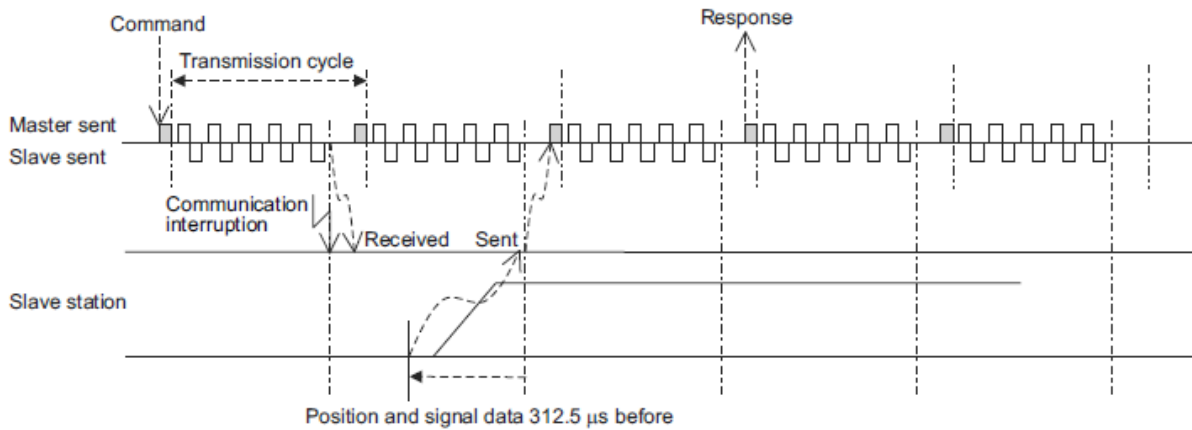 Command
Response
Transmission cycle
Master sent
Slave sent
Communication
interruption
Received
Sent
Slave station
Position and signal data 312.5 μs before